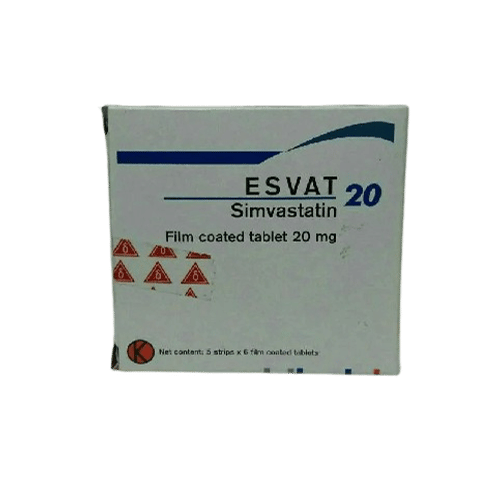 ESVAT 20
Simvastatin
Film coated tablet 20 mg
K
Net content: 5 strips x 6 film coated tablets